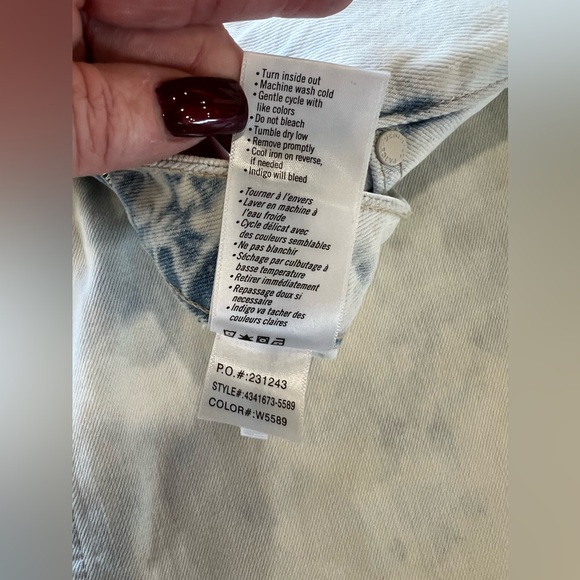 • Turn inside out
• Machine wash cold
• Gentle cycle with
like colors
• Do not bleach
• Tumble dry low
• Remove promptly
• Cool iron on reverse,
if needed
• Indigo will bleed
• Tourner à l'envers
• Laver en machine à
l'eau froide
• Cycle délicat avec
des couleurs semblables
• Ne pas blanchir
• Séchage par culbutage à
basse température
• Retirer immédiatement
• Repassage doux si
nécessaire
• Indigo va tacher des
couleurs claires
P.O.#:231243
STYLE#:4341673-5589
COLOR#:W5589